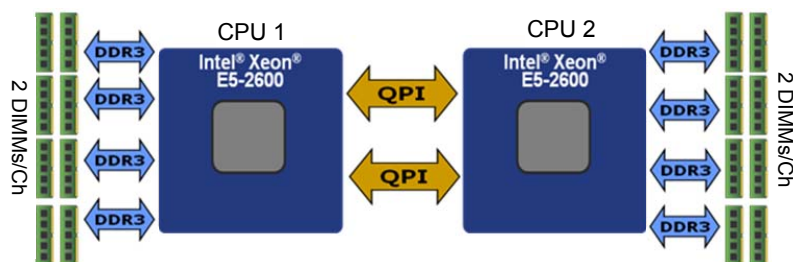 CPU 1
CPU 2
2 DIMMs/Ch
DDR3
DDR3
DDR3
DDR3
Intel® Xeon®
E5-2600
QPI
QPI
Intel® Xeon®
E5-2600
DDR3
DDR3
DDR3
DDR3
2 DIMMs/Ch